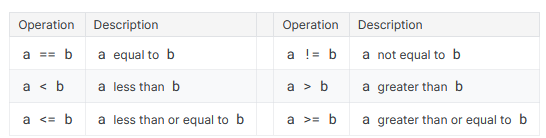 Operation Description Operation Description
a == b a equal to b a != b a not equal to b
a < b a less than b a > b a greater than b
a <= b a less than or equal to b a >= b a greater than or equal to b